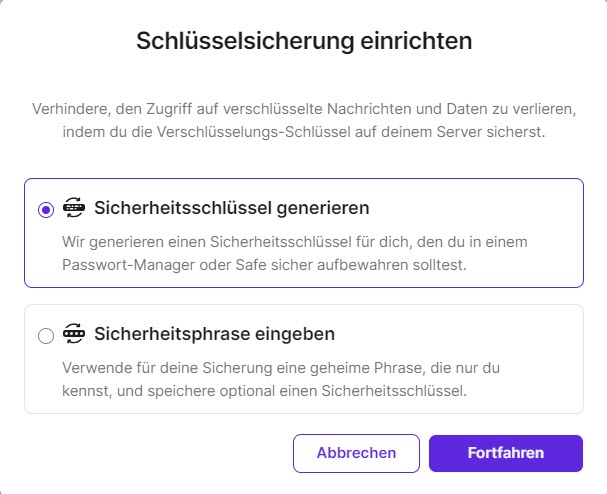 Schlüsselsicherung einrichten
Verhindere, den Zugriff auf verschlüsselte Nachrichten und Daten zu verlieren,
indem du die Verschlüsselungs-Schlüssel auf deinem Server sicherst.
Sicherheitsschlüssel generieren
Wir generieren einen Sicherheitsschlüssel für dich, den du in einem
Passwort-Manager oder Safe sicher aufbewahren solltest.
Sicherheitsphrase eingeben
Verwende für deine Sicherung eine geheime Phrase, die nur du
kennst, und speichere optional einen Sicherheitsschlüssel.
Abbrechen
Fortfahren